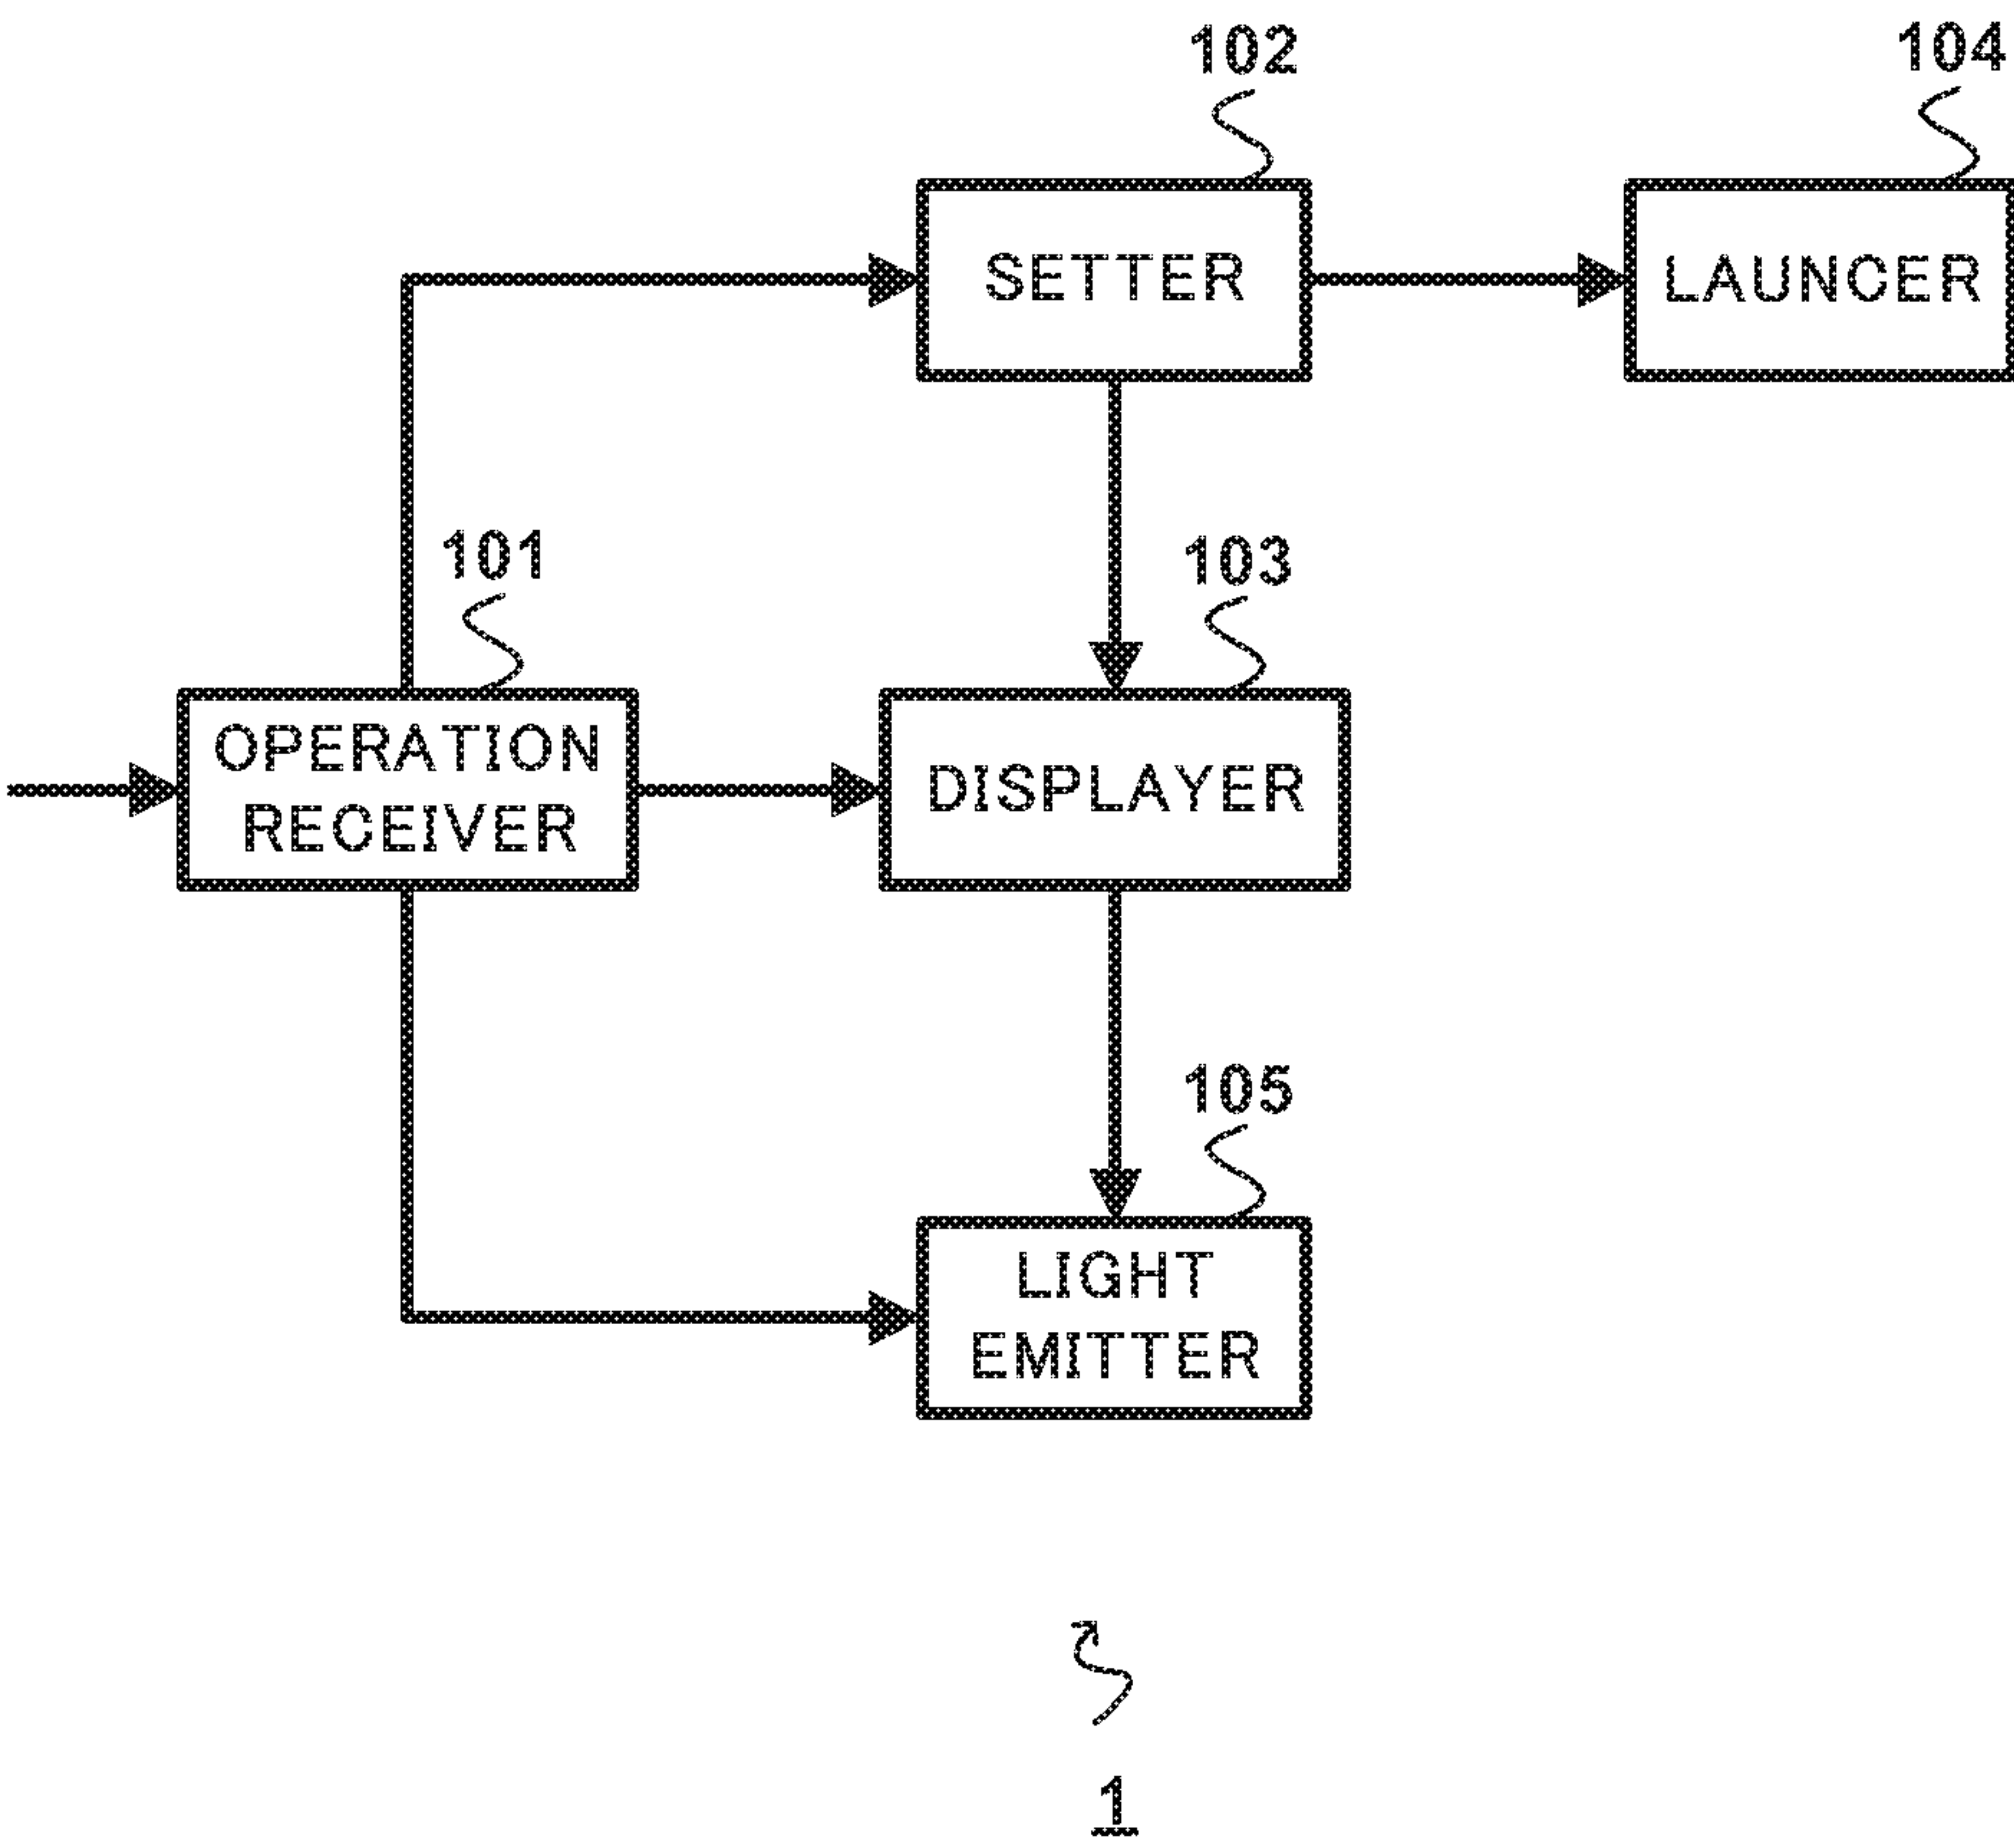 102
104
SETTER
LAUNCER
101
103
OPERATION
RECEIVER
DISPLAYER
105
LIGHT
EMITTER
1